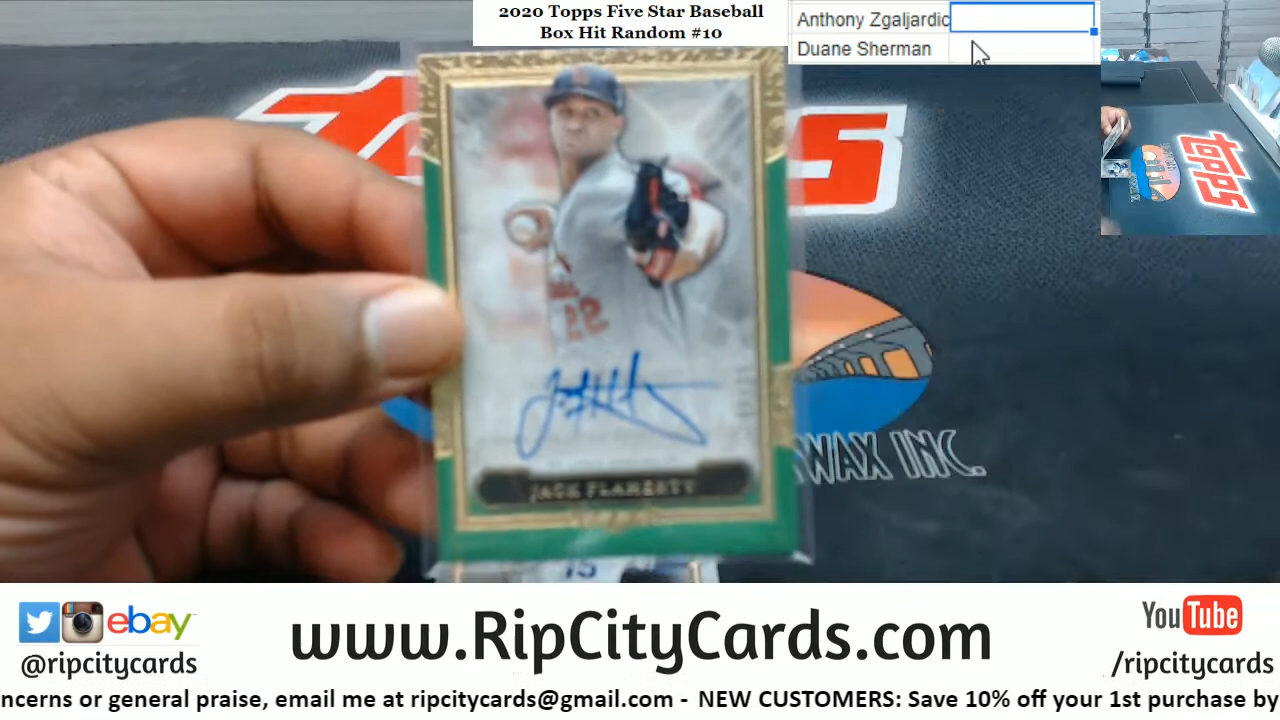 2020 Topps Five Star Baseball
Box Hit Random #10
Anthony Zgaljardic
Duane Sherman
topps
22
JACK FLAHERTY
15
WAX INC.
ebay
@ripcitycards
www.RipCityCards.com
YouTube
/ripcitycards
ncerns or general praise, email me at ripcitycards@gmail.com - NEW CUSTOMERS: Save 10% off your 1st purchase by